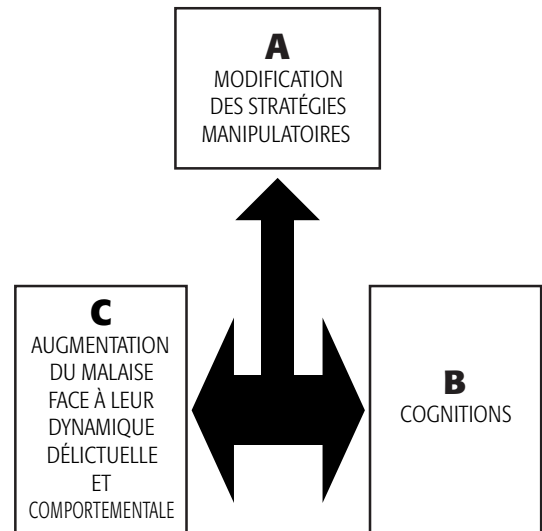 A
MODIFICATION
DES STRATÉGIES
MANIPULATOIRES
C
AUGMENTATION
DU MALAISE
FACE À LEUR
DYNAMIQUE
DÉLICTUELLE
ET
COMPORTEMENTALE
B
COGNITIONS